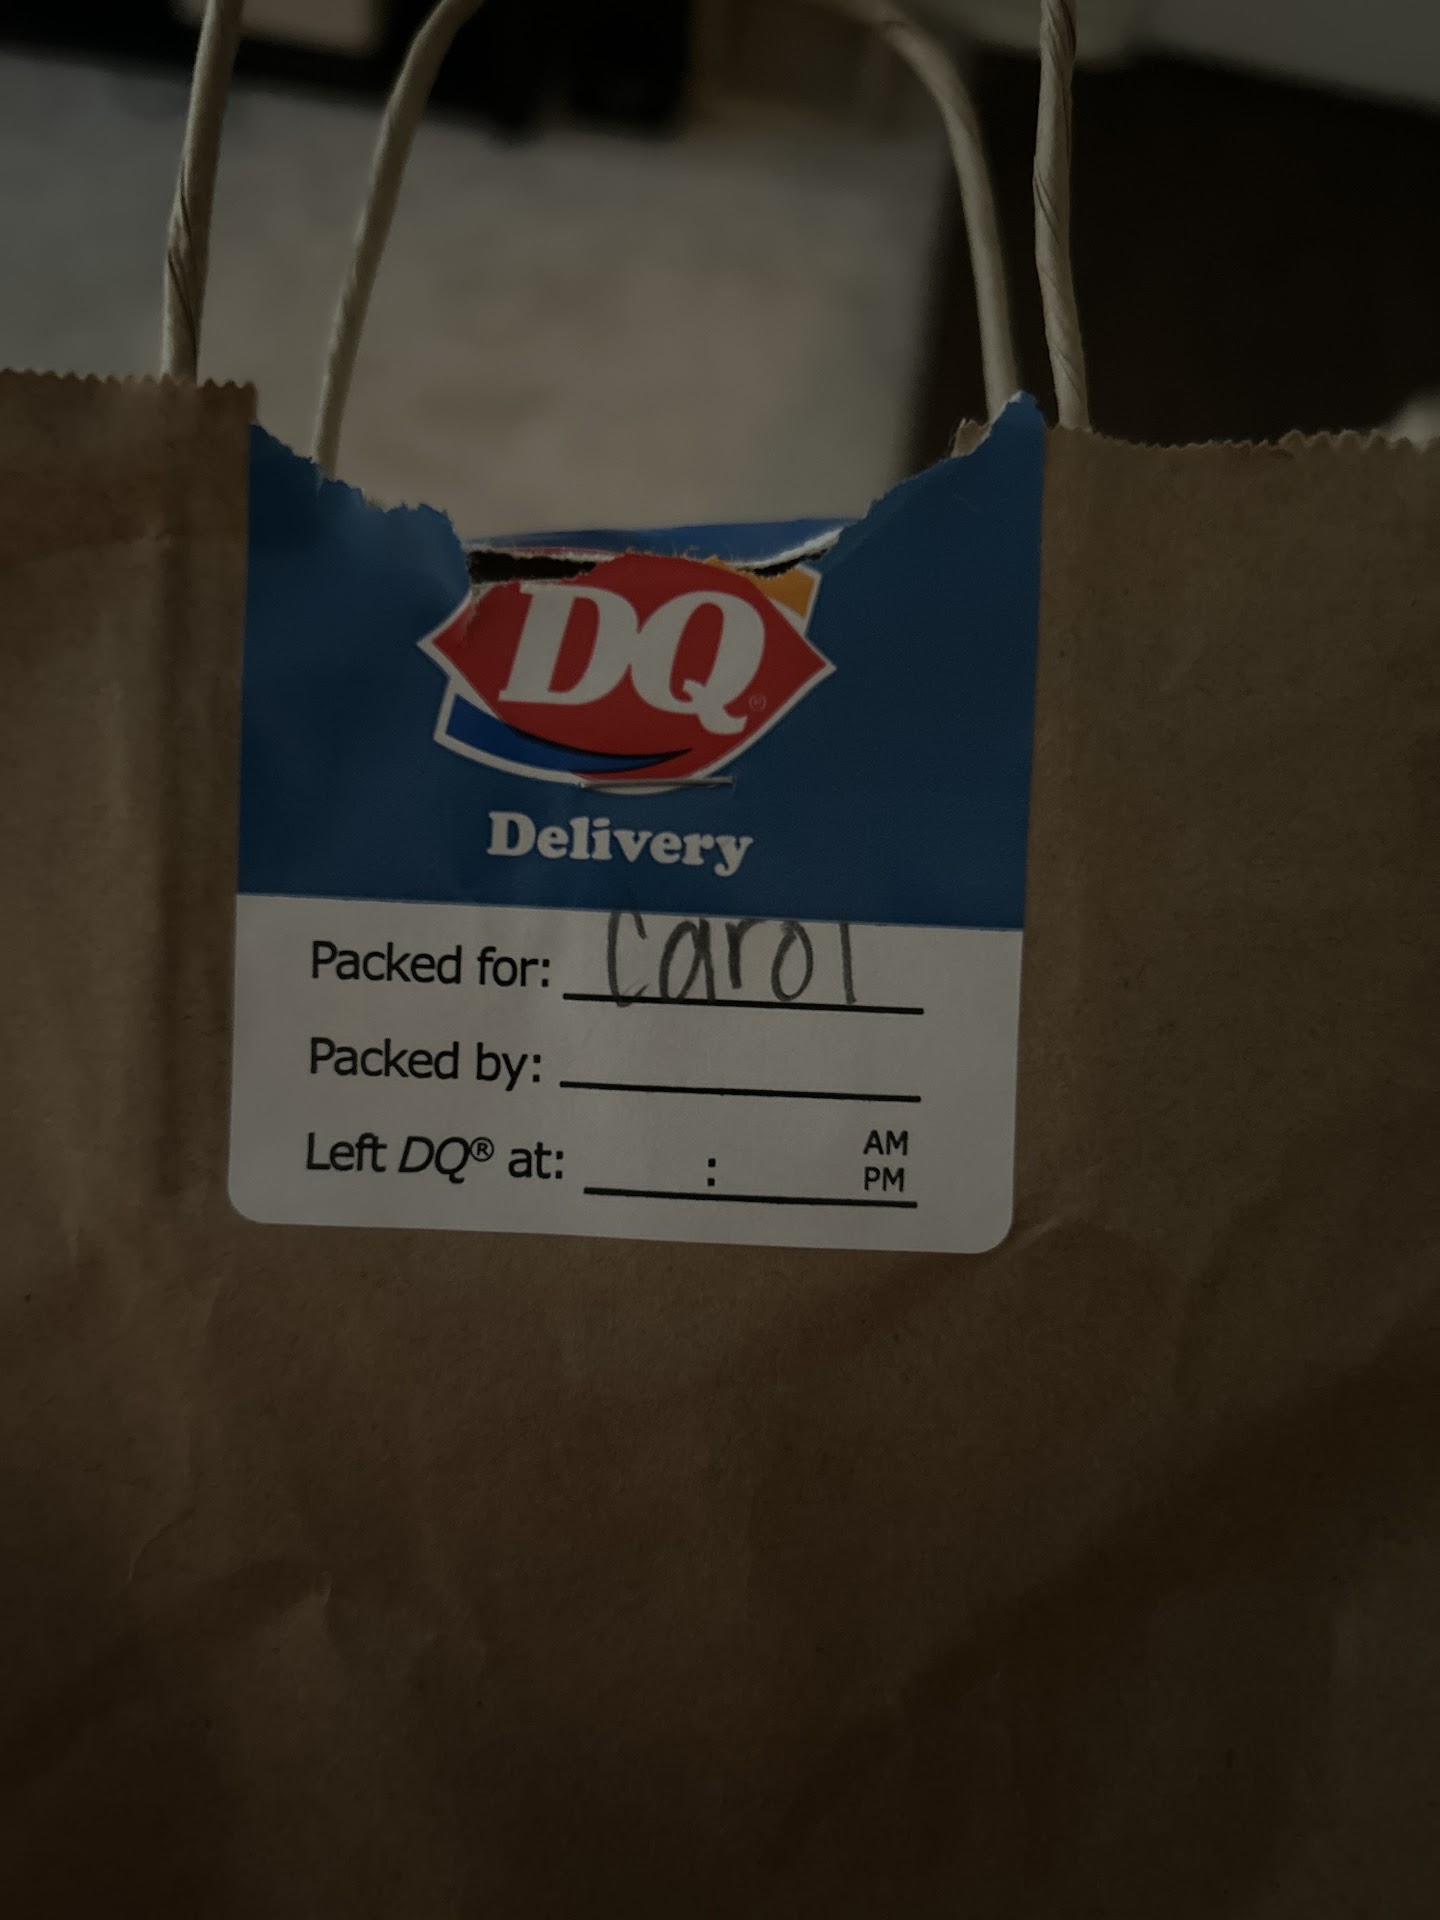 DQ®
Delivery
Packed for: Carol
Packed by:
Left DQ® at: : AM
PM